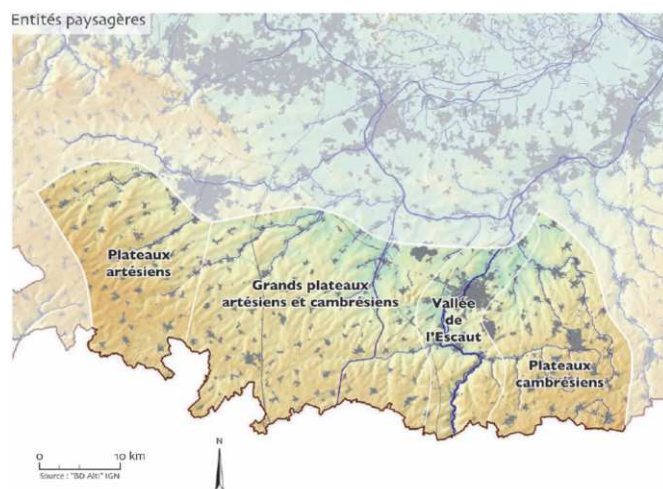 Entités paysagères
Plateaux
artésiens
Grands plateaux
artésiens et cambrésiens
Vallée
de
l'Escaut
Plateaux
cambrésiens
N
0 10 km
Source : "BD Alti" IGN